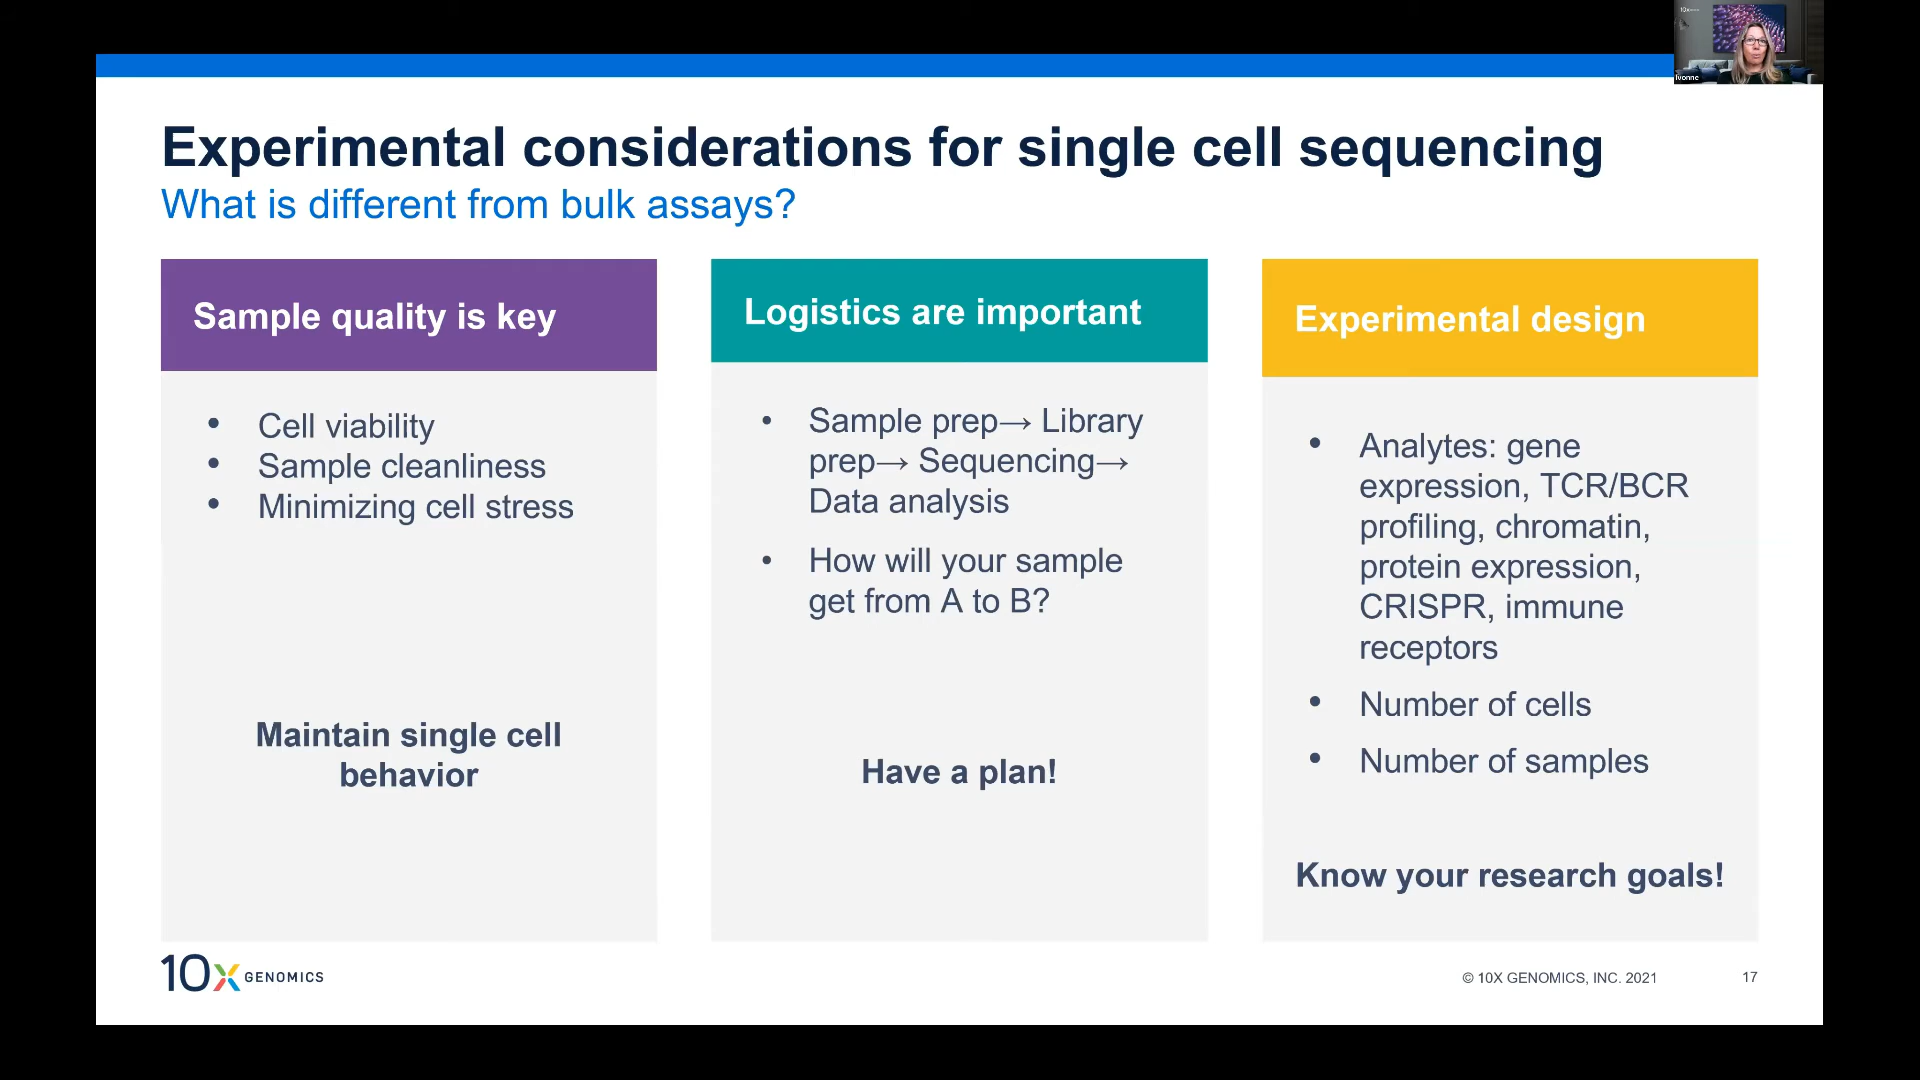 10x
Ivonne
Experimental considerations for single cell sequencing
What is different from bulk assays?
Sample quality is key
• Cell viability
• Sample cleanliness
• Minimizing cell stress
Maintain single cell
behavior
Logistics are important
• Sample prep→ Library
prep→ Sequencing→
Data analysis
• How will your sample
get from A to B?
Have a plan!
Experimental design
• Analytes: gene
expression, TCR/BCR
profiling, chromatin,
protein expression,
CRISPR, immune
receptors
• Number of cells
• Number of samples
Know your research goals!
10x GENOMICS
© 10X GENOMICS, INC. 2021
17